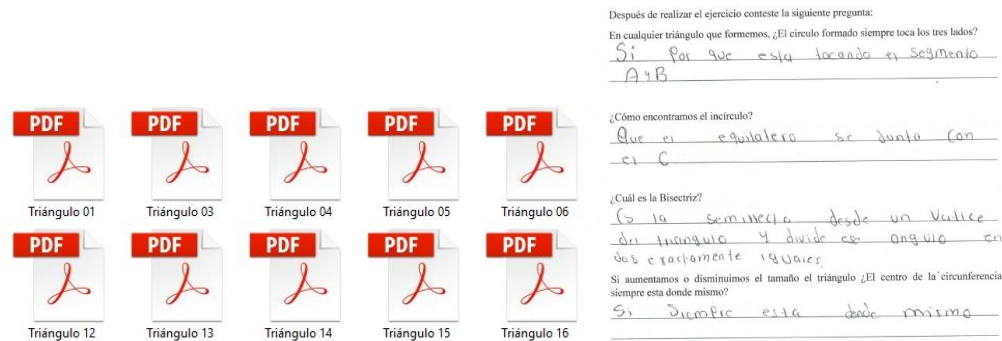 PDF PDF PDF PDF PDF
Triángulo 01 Triángulo 03 Triángulo 04 Triángulo 05 Triángulo 06
PDF PDF PDF PDF PDF
Triángulo 12 Triángulo 13 Triángulo 14 Triángulo 15 Triángulo 16
Después de realizar el ejercicio conteste la siguiente pregunta:
En cualquier triángulo que formemos, ¿El circulo formado siempre toca los tres lados?
Si Por que esta tocando el segmento
A y B
¿Cómo encontramos el incírculo?
Que el equilatero se Junta Con
el C
¿Cuál es la Bisectriz?
Es la semirrecta desde un Vertice
del triangulo y divide ese angulo en
dos exactamente iguales
Si aumentamos o disminuimos el tamaño el triángulo ¿El centro de la circunferencia
siempre esta donde mismo?
Si Siempre esta donde mismo